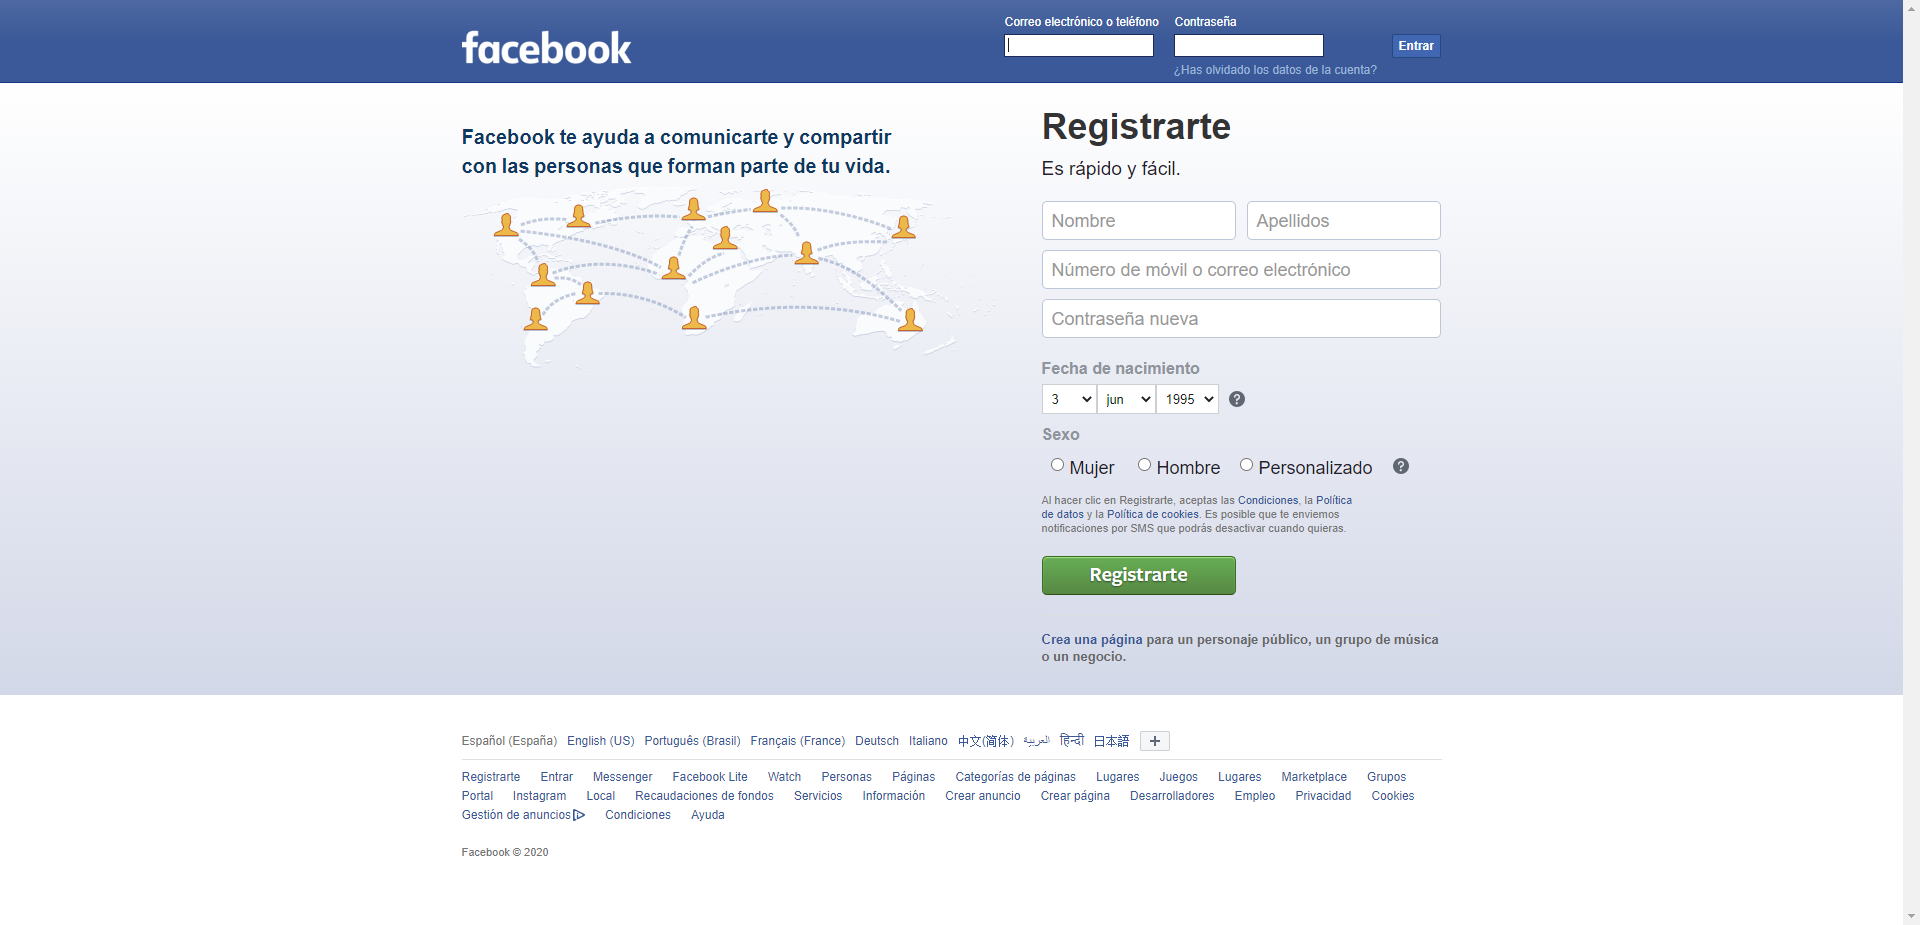 facebook
Correo electrónico o teléfono
Contraseña
Entrar
¿Has olvidado los datos de la cuenta?
Facebook te ayuda a comunicarte y compartir
con las personas que forman parte de tu vida.
Registrarte
Es rápido y fácil.
Nombre
Apellidos
Número de móvil o correo electrónico
Contraseña nueva
Fecha de nacimiento
3 jun 1995 ?
Sexo
Mujer Hombre Personalizado ?
Al hacer clic en Registrarte, aceptas las Condiciones, la Política
de datos y la Política de cookies. Es posible que te enviemos
notificaciones por SMS que podrás desactivar cuando quieras.
Registrarte
Crea una página para un personaje público, un grupo de música
o un negocio.
Español (España) English (US) Português (Brasil) Français (France) Deutsch Italiano 中文(简体) العربية हिन्दी 日本語 +
Registrarte Entrar Messenger Facebook Lite Watch Personas Páginas Categorías de páginas Lugares Juegos Lugares Marketplace Grupos
Portal Instagram Local Recaudaciones de fondos Servicios Información Crear anuncio Crear página Desarrolladores Empleo Privacidad Cookies
Gestión de anuncios Condiciones Ayuda
Facebook © 2020